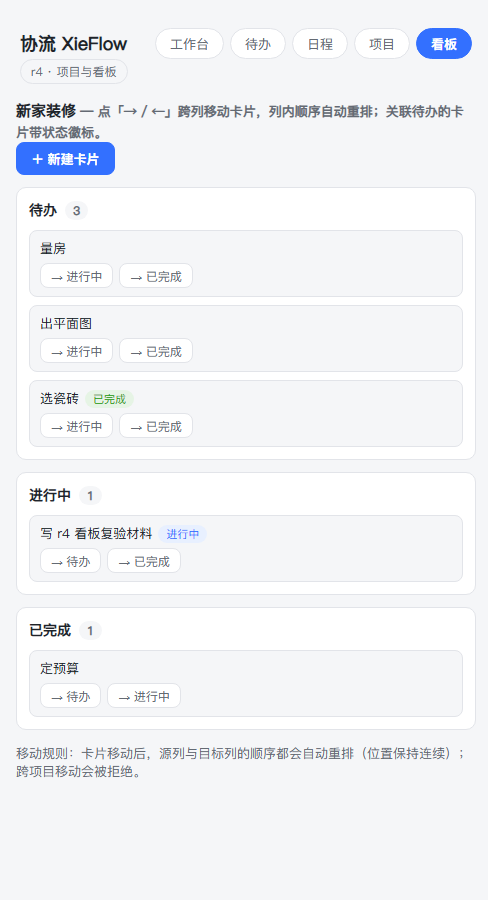 协流 XieFlow
工作台
待办
日程
项目
看板
r4 · 项目与看板
新家装修 — 点「→ / ←」跨列移动卡片，列内顺序自动重排；关联待办的卡
片带状态徽标。
＋ 新建卡片
待办 3
量房
→ 进行中 → 已完成
出平面图
→ 进行中 → 已完成
选瓷砖 已完成
→ 进行中 → 已完成
进行中 1
写 r4 看板复验材料 进行中
→ 待办 → 已完成
已完成 1
定预算
→ 待办 → 进行中
移动规则：卡片移动后，源列与目标列的顺序都会自动重排（位置保持连续）；
跨项目移动会被拒绝。